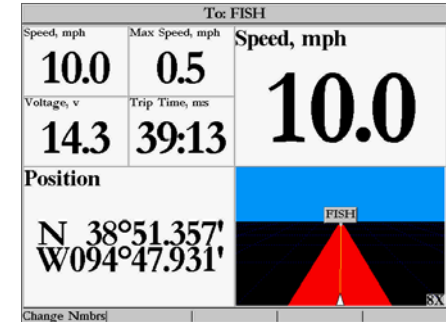 To: FISH
Speed, mph
Max Speed, mph
Speed, mph
10.0
0.5
10.0
Voltage, v
Trip Time, m:s
14.3
39:13
Position
N 38°51.357'
W094°47.931'
FISH
8X
Change Nmbrs